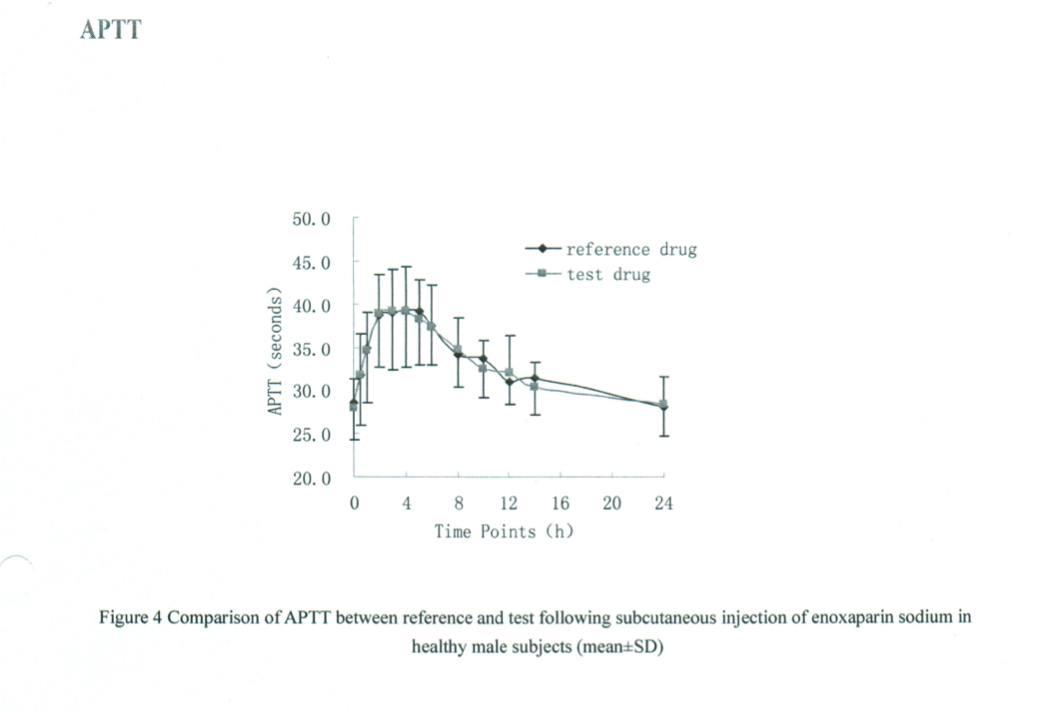 APTT
50.0
45.0
40.0
35.0
30.0
25.0
20.0
APTT (seconds)
reference drug
test drug
0 4 8 12 16 20 24
Time Points (h)
Figure 4 Comparison of APTT between reference and test following subcutaneous injection of enoxaparin sodium in
healthy male subjects (mean±SD)